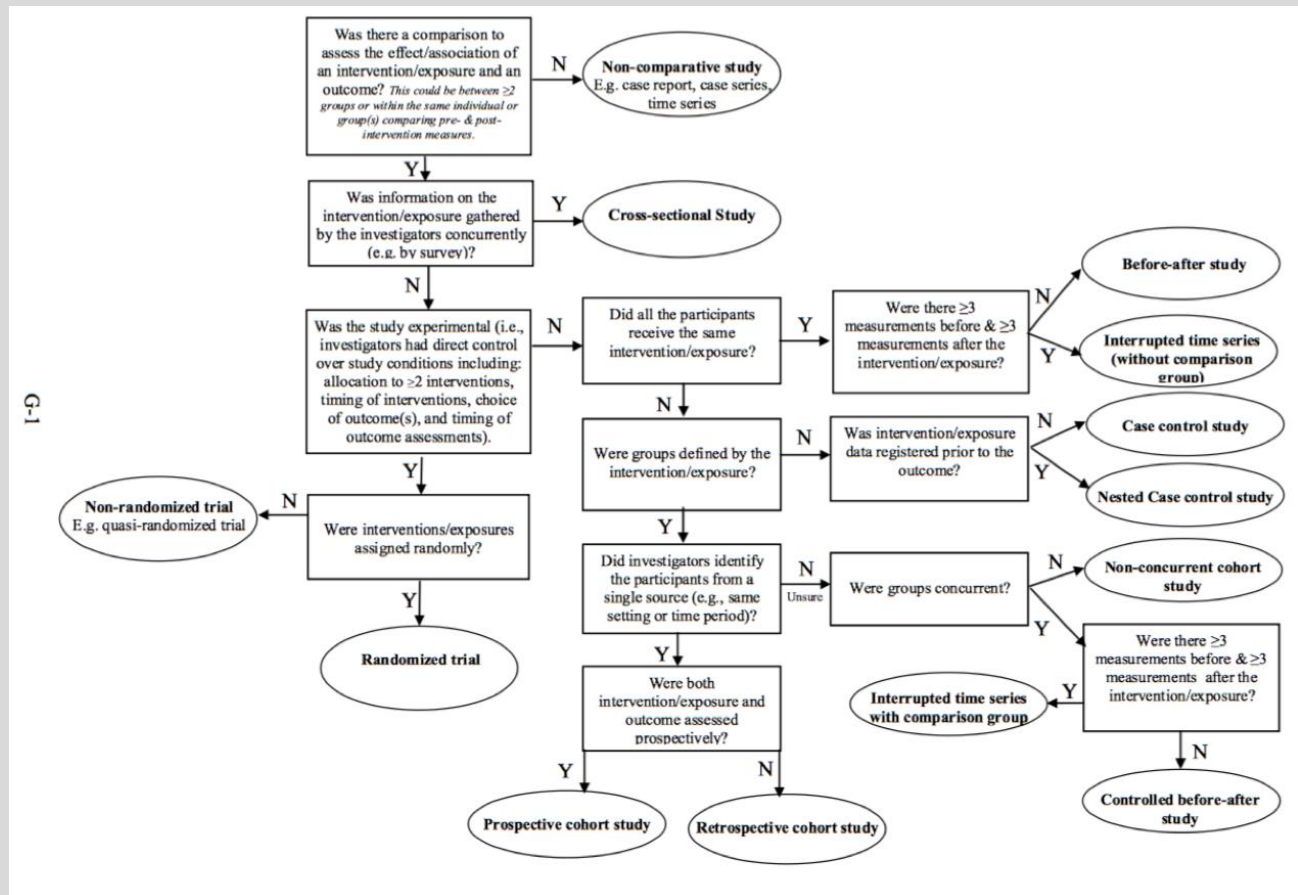 Was there a comparison to
assess the effect/association of
an intervention/exposure and an
outcome? This could be between ≥2
groups or within the same individual or
group(s) comparing pre- & post-
intervention measures.
N
Non-comparative study
E.g. case report, case series,
time series
Y
Was information on the
intervention/exposure gathered
by the investigators concurrently
(e.g. by survey)?
Y
Cross-sectional Study
N
Was the study experimental (i.e.,
investigators had direct control
over study conditions including:
allocation to ≥2 interventions,
timing of interventions, choice
of outcome(s), and timing of
outcome assessments).
N
Did all the participants
receive the same
intervention/exposure?
Y
Were there ≥3
measurements before & ≥3
measurements after the
intervention/exposure?
N
Before-after study
Y
Interrupted time series
(without comparison
group)
N
Were groups defined by the
intervention/exposure?
N
Was intervention/exposure
data registered prior to the
outcome?
N
Case control study
Y
Nested Case control study
Y
Were interventions/exposures
assigned randomly?
N
Non-randomized trial
E.g. quasi-randomized trial
Y
Randomized trial
Y
Did investigators identify
the participants from a
single source (e.g., same
setting or time period)?
N
Unsure
Were groups concurrent?
N
Non-concurrent cohort
study
Y
Were there ≥3
measurements before & ≥3
measurements after the
intervention/exposure?
Y
Interrupted time series
with comparison group
N
Controlled before-after
study
Y
Were both
intervention/exposure and
outcome assessed
prospectively?
Y
Prospective cohort study
N
Retrospective cohort study
G-1